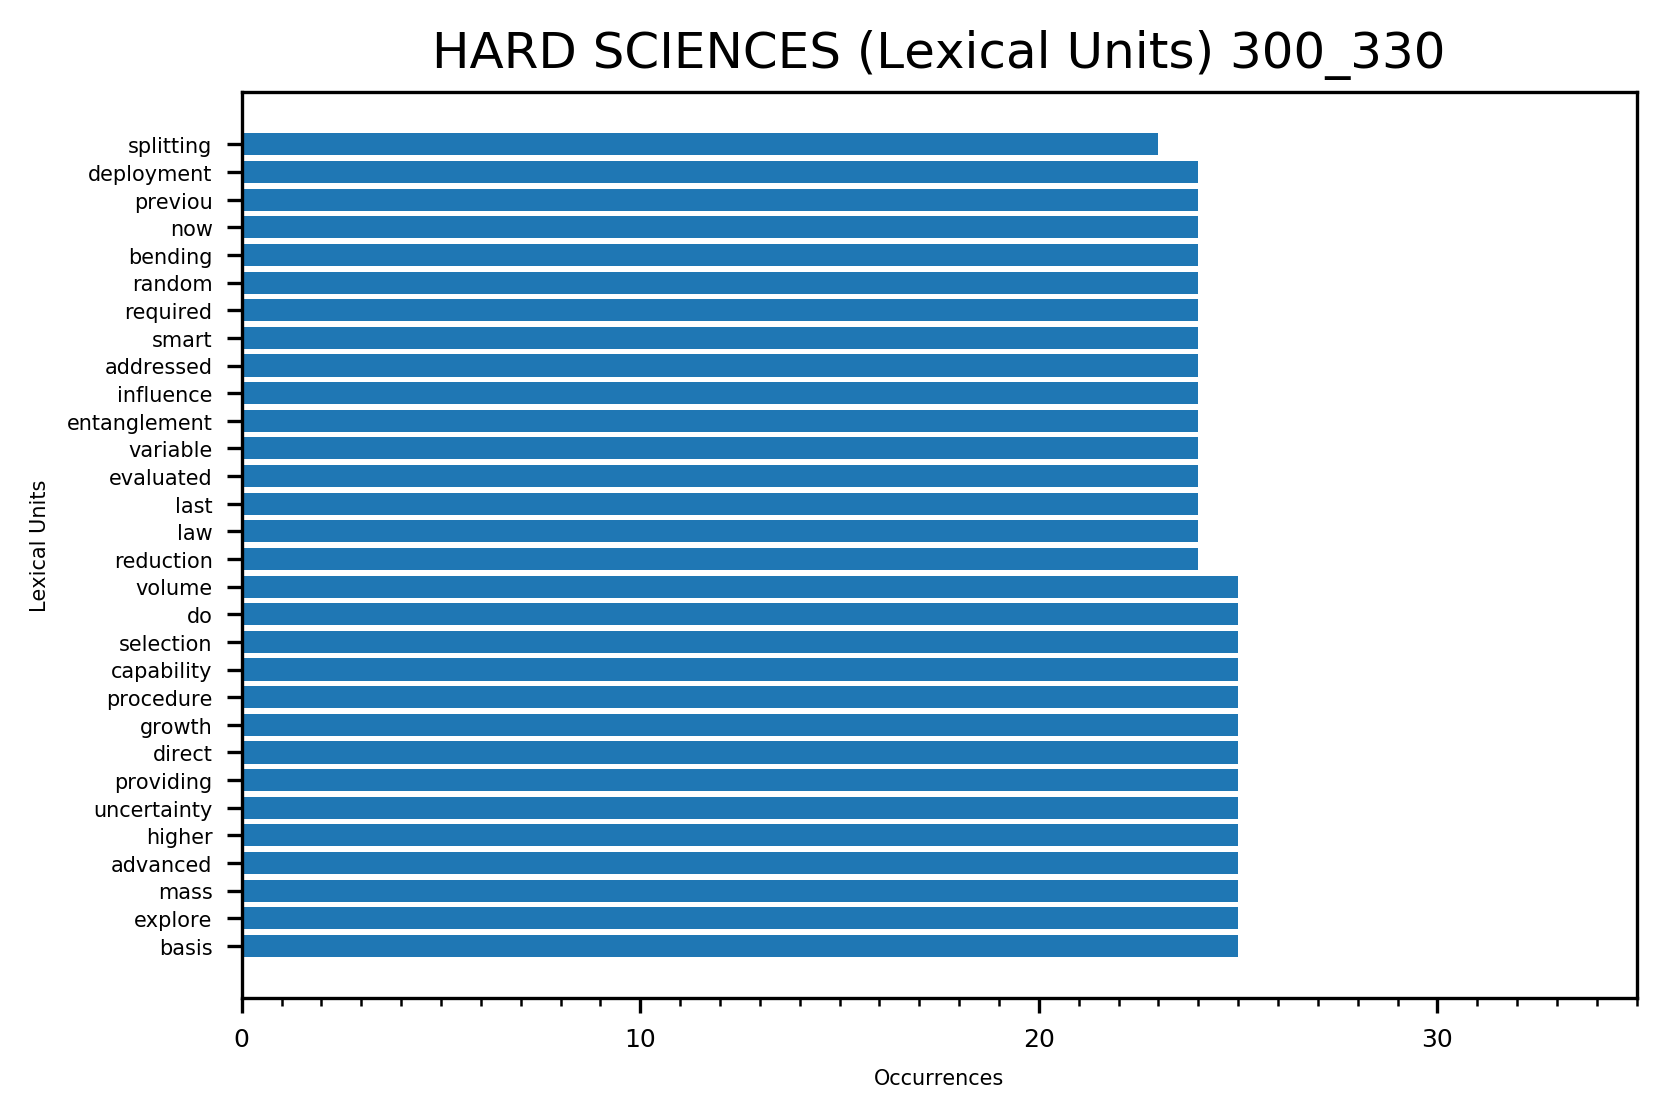 HARD SCIENCES (Lexical Units) 300_330
splitting
deployment
previou
now
bending
random
required
smart
addressed
influence
entanglement
variable
evaluated
last
law
reduction
volume
do
selection
capability
procedure
growth
direct
providing
uncertainty
higher
advanced
mass
explore
basis
Lexical Units
0 10 20 30
Occurrences